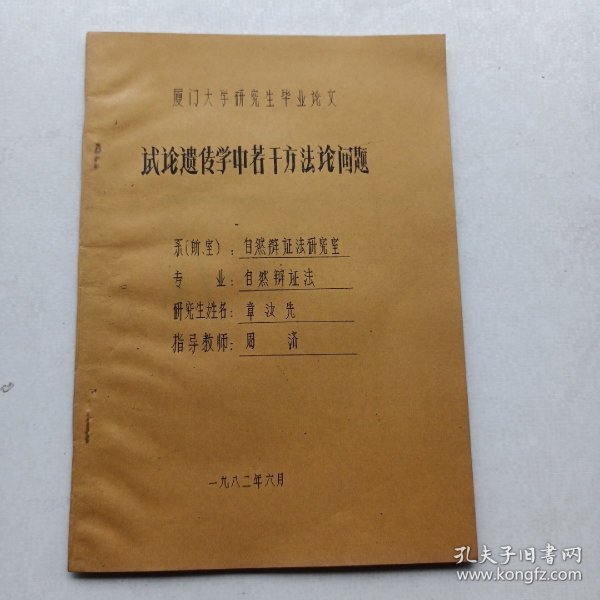 厦门大学研究生毕业论文
试论遗传学中若干方法论问题
系(所、室)：自然辩证法研究室
专 业：自然辩证法
研究生姓名：章汝先
指导教师：周 济
一九八二年六月
孔夫子旧书网
www.kongfz.com